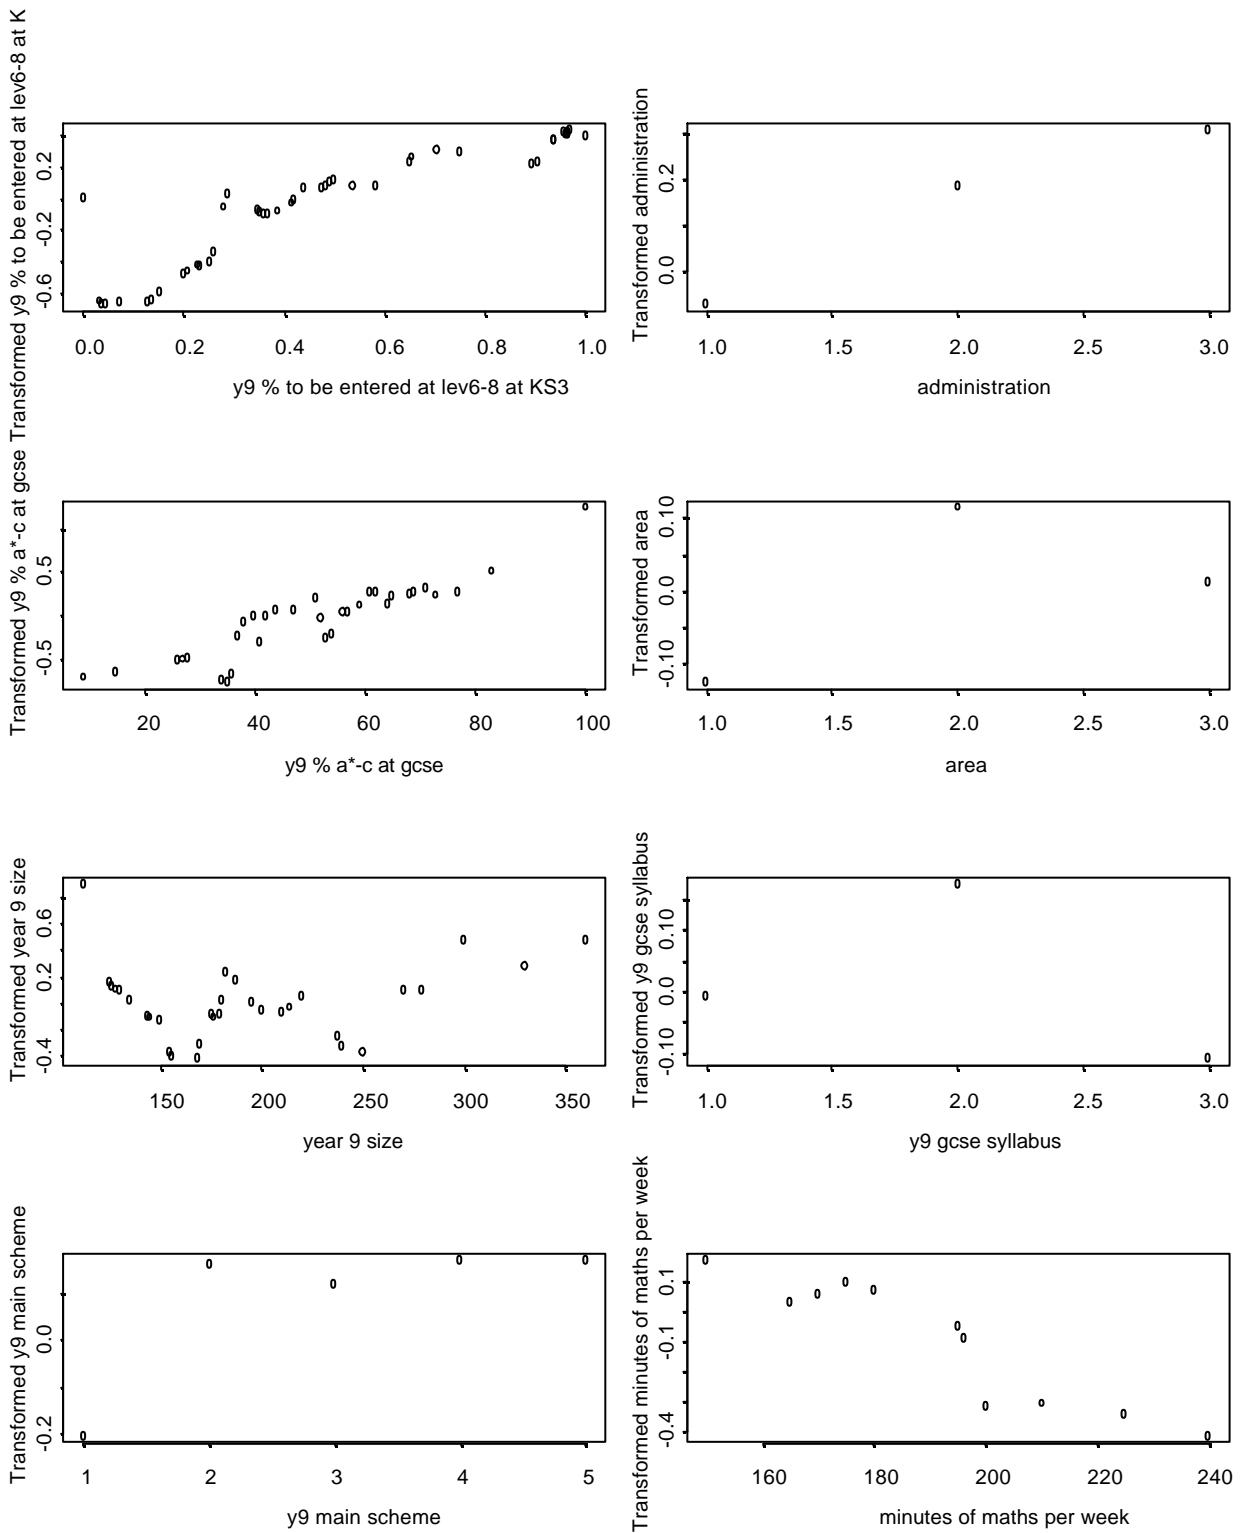 Transformed y9 % to be entered at lev6-8 at K
0.2
-0.2
-0.6
0.0 0.2 0.4 0.6 0.8 1.0
y9 % to be entered at lev6-8 at KS3
Transformed administration
0.2
0.0
1.0 1.5 2.0 2.5 3.0
administration
Transformed y9 % a*-c at gcse
0.5
-0.5
20 40 60 80 100
y9 % a*-c at gcse
Transformed area
0.10
0.0
-0.10
1.0 1.5 2.0 2.5 3.0
area
Transformed year 9 size
0.6
0.2
-0.4
150 200 250 300 350
year 9 size
Transformed y9 gcse syllabus
0.10
0.0
-0.10
1.0 1.5 2.0 2.5 3.0
y9 gcse syllabus
Transformed y9 main scheme
0.0
-0.2
1 2 3 4 5
y9 main scheme
Transformed minutes of maths per week
0.1
-0.1
-0.4
160 180 200 220 240
minutes of maths per week